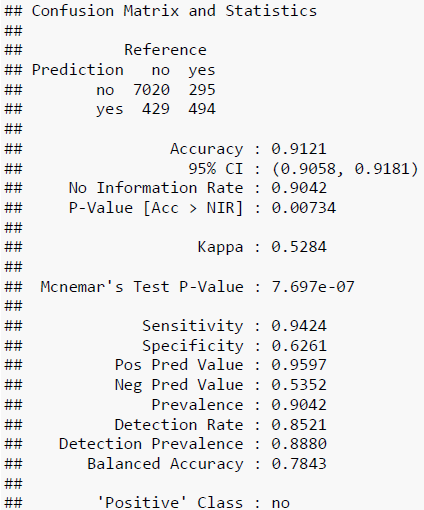 ## Confusion Matrix and Statistics
##
##           Reference
## Prediction   no  yes
##        no  7020  295
##        yes  429  494
##
##                Accuracy : 0.9121
##                  95% CI : (0.9058, 0.9181)
##     No Information Rate : 0.9042
##     P-Value [Acc > NIR] : 0.00734
##
##                   Kappa : 0.5284
##
##  Mcnemar's Test P-Value : 7.697e-07
##
##             Sensitivity : 0.9424
##             Specificity : 0.6261
##          Pos Pred Value : 0.9597
##          Neg Pred Value : 0.5352
##              Prevalence : 0.9042
##          Detection Rate : 0.8521
##    Detection Prevalence : 0.8880
##       Balanced Accuracy : 0.7843
##
##        'Positive' Class : no